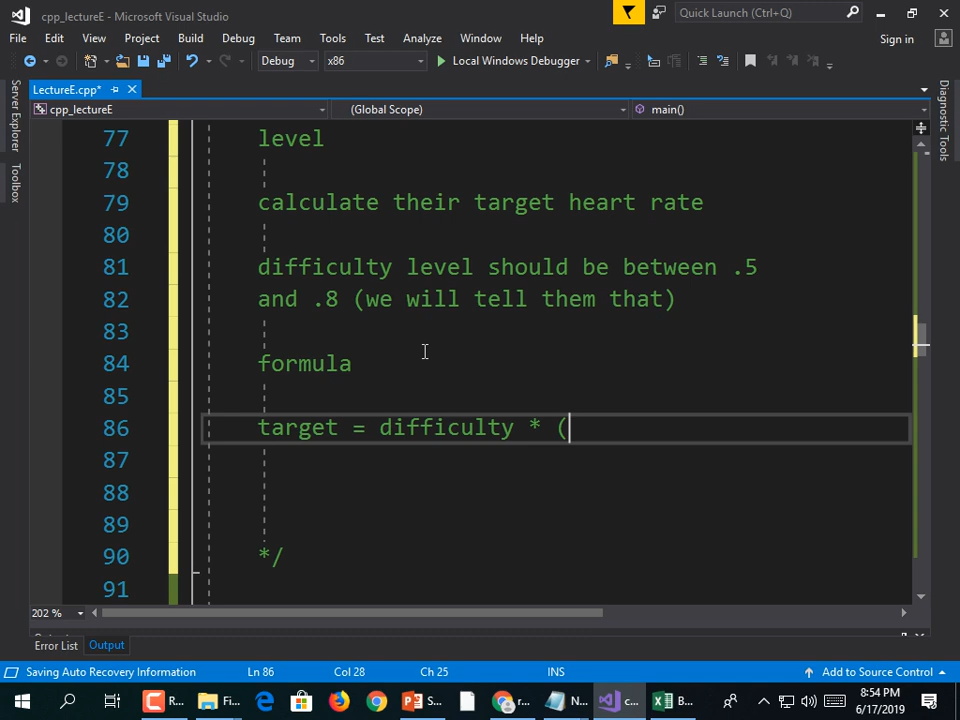 cpp_lectureE - Microsoft Visual Studio
Quick Launch (Ctrl+Q)
File Edit View Project Build Debug Team Tools Test Analyze Window Help
Sign in
Debug x86 Local Windows Debugger
LectureE.cpp*
cpp_lectureE (Global Scope) main()
Server Explorer
Toolbox
Diagnostic Tools
77 level
78
79 calculate their target heart rate
80
81 difficulty level should be between .5
82 and .8 (we will tell them that)
83
84 formula
85
86 target = difficulty * (
87
88
89
90 */
91
202 %
Error List Output
Saving Auto Recovery Information Ln 86 Col 28 Ch 25 INS Add to Source Control
R... Fi... S... r... N... c... B... 8:54 PM
6/17/2019